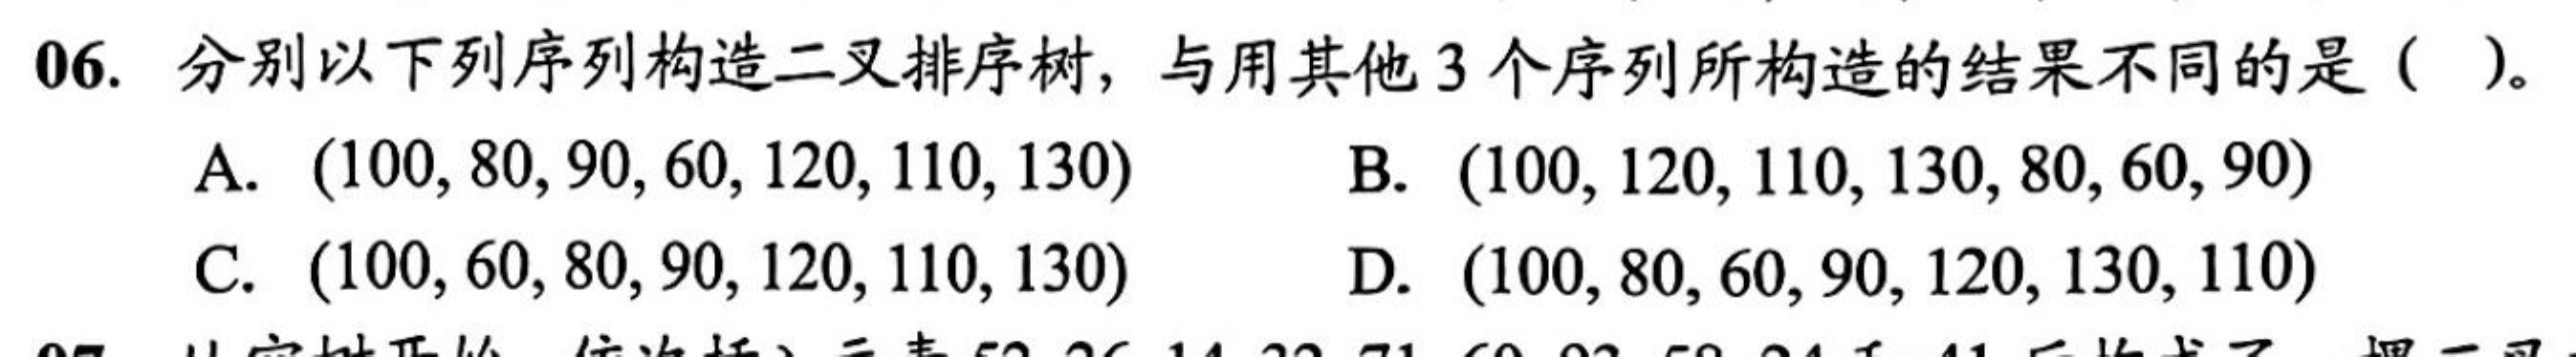 06. 分别以下列序列构造二叉排序树，与用其他 3 个序列所构造的结果不同的是（ ）。
A. (100, 80, 90, 60, 120, 110, 130) B. (100, 120, 110, 130, 80, 60, 90)
C. (100, 60, 80, 90, 120, 110, 130) D. (100, 80, 60, 90, 120, 130, 110)